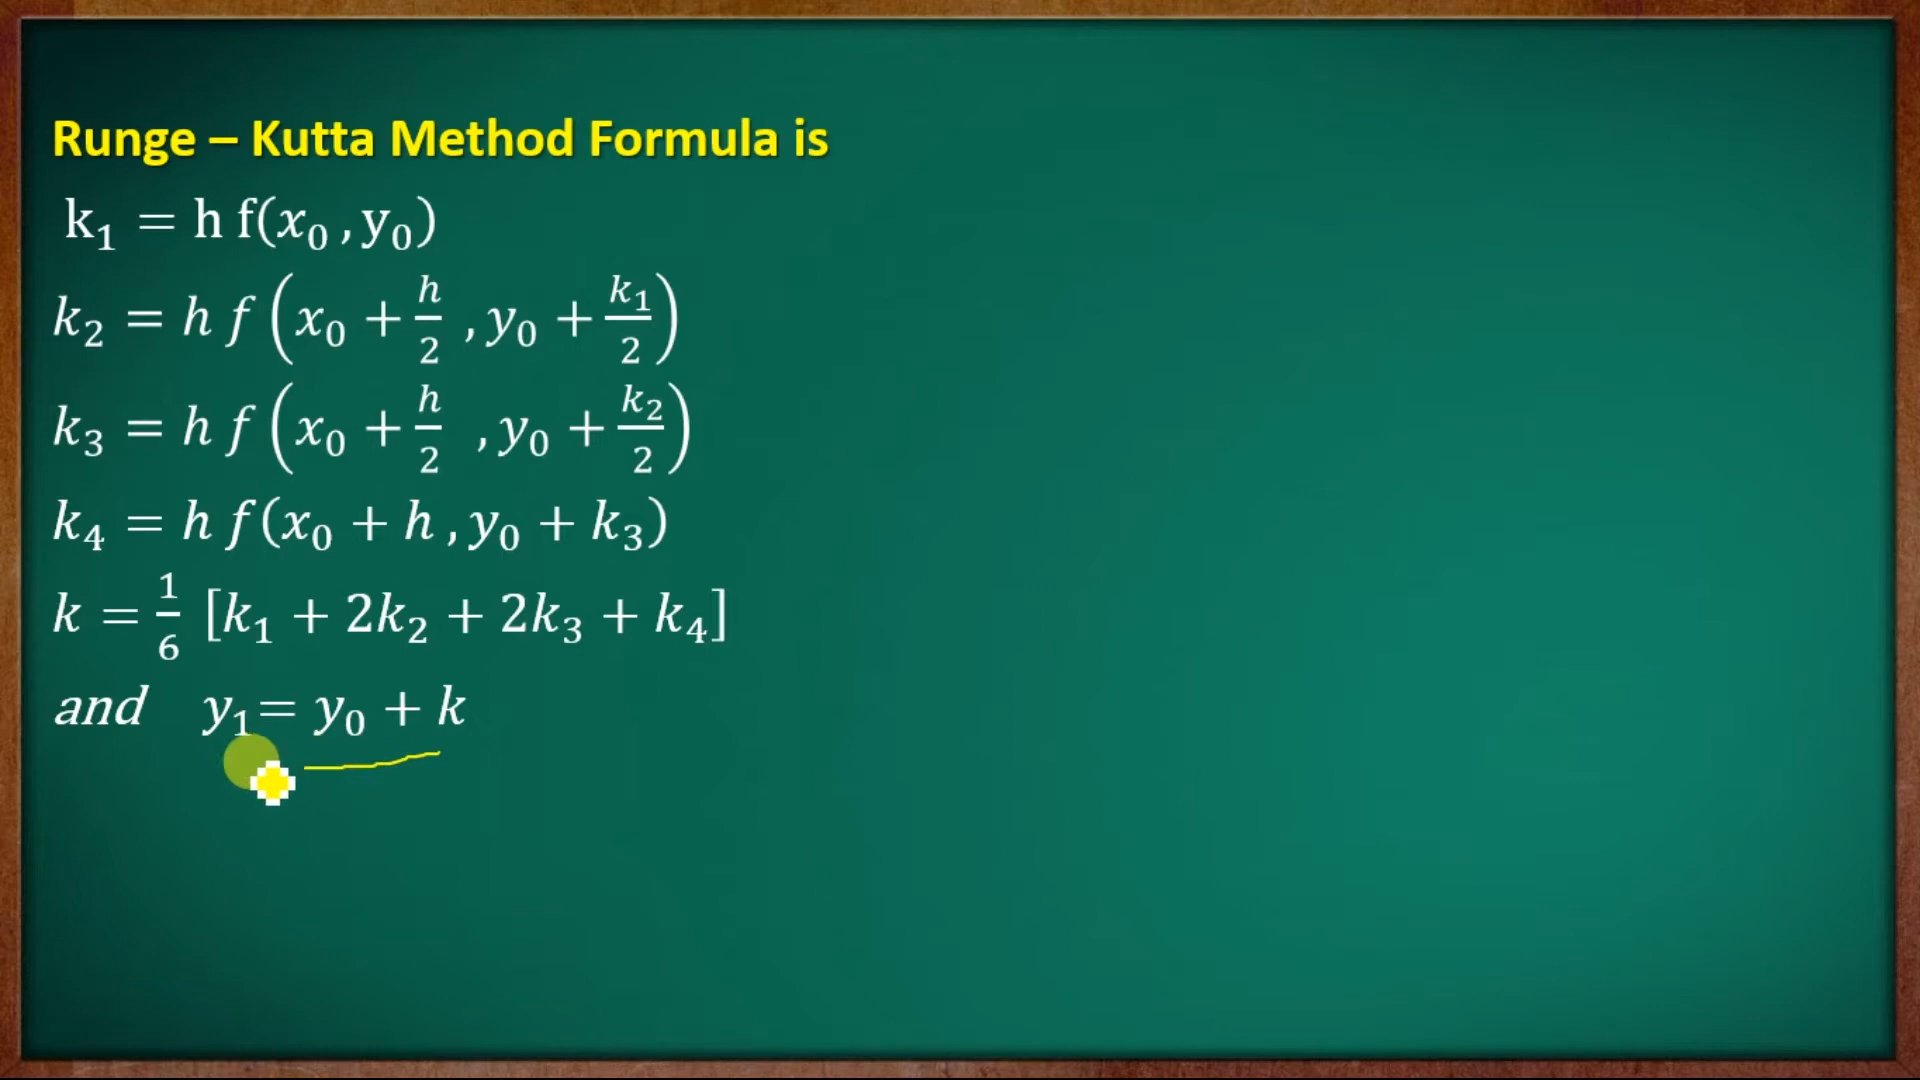 Runge – Kutta Method Formula is
k₁ = h f(x₀ ,y₀)
k₂ = h f(x₀ + h/2 , y₀ + k₁/2)
k₃ = h f(x₀ + h/2 , y₀ + k₂/2)
k₄ = h f(x₀ + h , y₀ + k₃)
k = 1/6 [k₁ + 2k₂ + 2k₃ + k₄]
and y₁= y₀ + k